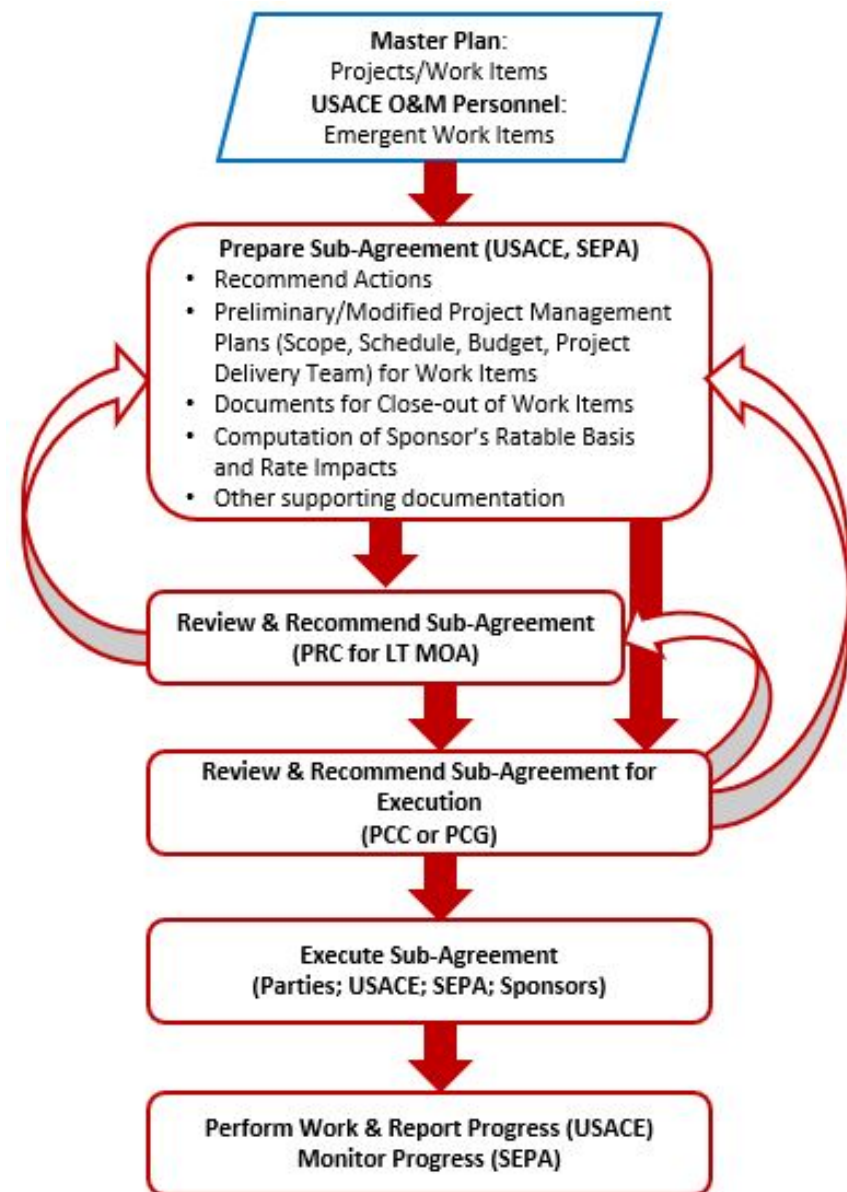 Master Plan:
Projects/Work Items
USACE O&M Personnel:
Emergent Work Items
Prepare Sub-Agreement (USACE, SEPA)
• Recommend Actions
• Preliminary/Modified Project Management
Plans (Scope, Schedule, Budget, Project
Delivery Team) for Work Items
• Documents for Close-out of Work Items
• Computation of Sponsor’s Ratable Basis
and Rate Impacts
• Other supporting documentation
Review & Recommend Sub-Agreement
(PRC for LT MOA)
Review & Recommend Sub-Agreement for
Execution
(PCC or PCG)
Execute Sub-Agreement
(Parties; USACE; SEPA; Sponsors)
Perform Work & Report Progress (USACE)
Monitor Progress (SEPA)